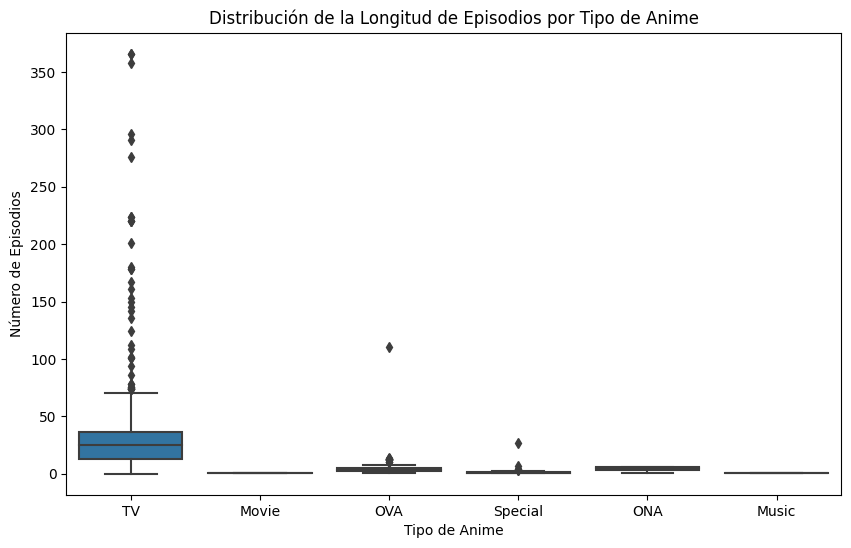 Distribución de la Longitud de Episodios por Tipo de Anime
Número de Episodios
350
300
250
200
150
100
50
0
TV Movie OVA Special ONA Music
Tipo de Anime